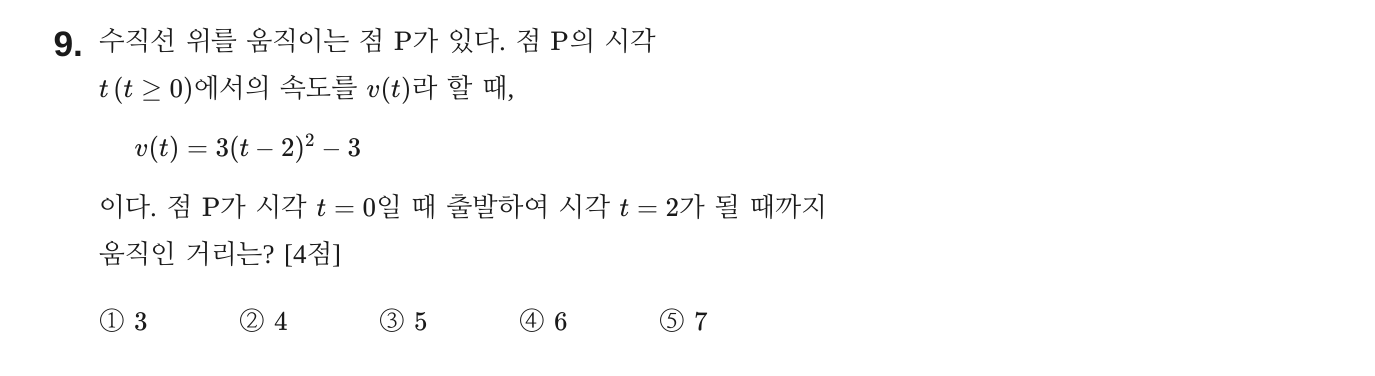 9. 수직선 위를 움직이는 점 P가 있다. 점 P의 시각
t (t ≥ 0)에서의 속도를 v(t)라 할 때,
v(t) = 3(t − 2)² − 3
이다. 점 P가 시각 t = 0일 때 출발하여 시각 t = 2가 될 때까지
움직인 거리는? [4점]
① 3 ② 4 ③ 5 ④ 6 ⑤ 7